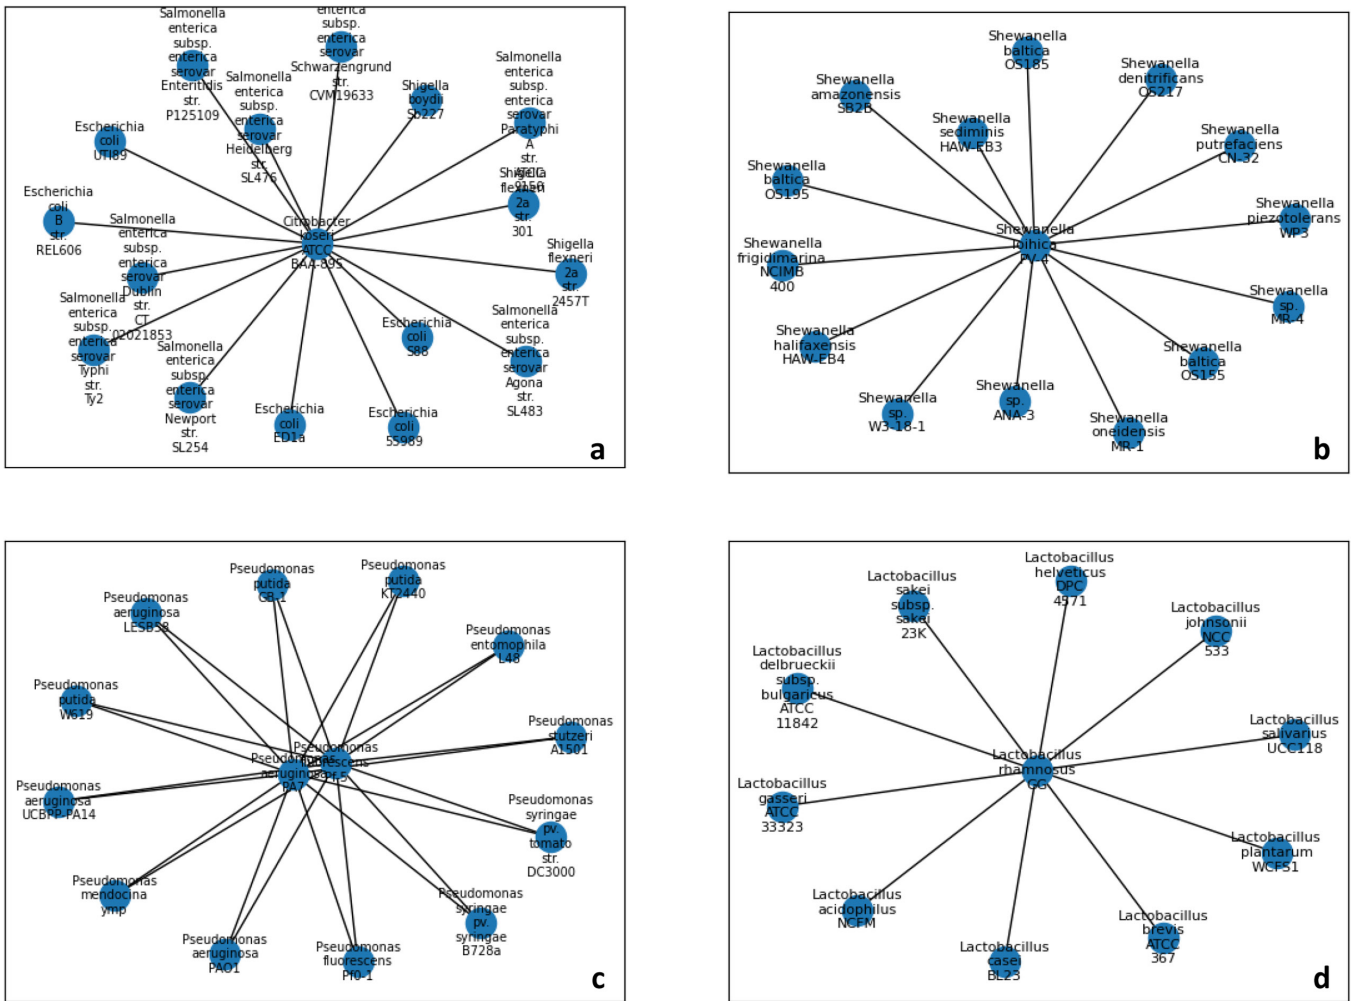 Salmonella
enterica
subsp.
enterica
serovar
Enteritidis
str.
P125109
enterica
subsp.
enterica
serovar
Schwarzengrund
str.
CVM19633
Salmonella
enterica
subsp.
enterica
serovar
Heidelberg
str.
SL476
Shigella
boydii
Sb227
Salmonella
enterica
subsp.
enterica
serovar
Paratyphi
A
str.
ATCC
9150
Escherichia
coli
UTI89
Shigella
flexneri
2a
str.
301
Escherichia
coli
B
str.
REL606
Salmonella
enterica
subsp.
enterica
serovar
Dublin
str.
CT
02021853
Citrobacter
koseri
ATCC
BAA-895
Shigella
flexneri
2a
str.
2457T
Salmonella
enterica
subsp.
enterica
serovar
Typhi
str.
Ty2
Salmonella
enterica
subsp.
enterica
serovar
Newport
str.
SL254
Escherichia
coli
S88
Salmonella
enterica
subsp.
enterica
serovar
Agona
str.
SL483
Escherichia
coli
ED1a
Escherichia
coli
55989
a
Shewanella
baltica
OS185
Shewanella
denitrificans
OS217
Shewanella
amazonensis
SB2B
Shewanella
sediminis
HAW-EB3
Shewanella
putrefaciens
CN-32
Shewanella
baltica
OS195
Shewanella
piezotolerans
WP3
Shewanella
loihica
PV-4
Shewanella
frigidimarina
NCIMB
400
Shewanella
sp.
MR-4
Shewanella
halifaxensis
HAW-EB4
Shewanella
baltica
OS155
Shewanella
sp.
W3-18-1
Shewanella
sp.
ANA-3
Shewanella
oneidensis
MR-1
b
Pseudomonas
putida
GB-1
Pseudomonas
putida
KT2440
Pseudomonas
aeruginosa
LESB58
Pseudomonas
entomophila
L48
Pseudomonas
putida
W619
Pseudomonas
stutzeri
A1501
Pseudomonas
fluorescens
Pf-5
Pseudomonas
aeruginosa
PA7
Pseudomonas
aeruginosa
UCBPP-PA14
Pseudomonas
syringae
pv.
tomato
str.
DC3000
Pseudomonas
mendocina
ymp
Pseudomonas
syringae
pv.
syringae
B728a
Pseudomonas
aeruginosa
PAO1
Pseudomonas
fluorescens
Pf0-1
c
Lactobacillus
helveticus
DPC
4571
Lactobacillus
sakei
subsp.
sakei
23K
Lactobacillus
johnsonii
NCC
533
Lactobacillus
delbrueckii
subsp.
bulgaricus
ATCC
11842
Lactobacillus
salivarius
UCC118
Lactobacillus
rhamnosus
GG
Lactobacillus
gasseri
ATCC
33323
Lactobacillus
plantarum
WCFS1
Lactobacillus
acidophilus
NCFM
Lactobacillus
brevis
ATCC
367
Lactobacillus
casei
BL23
d